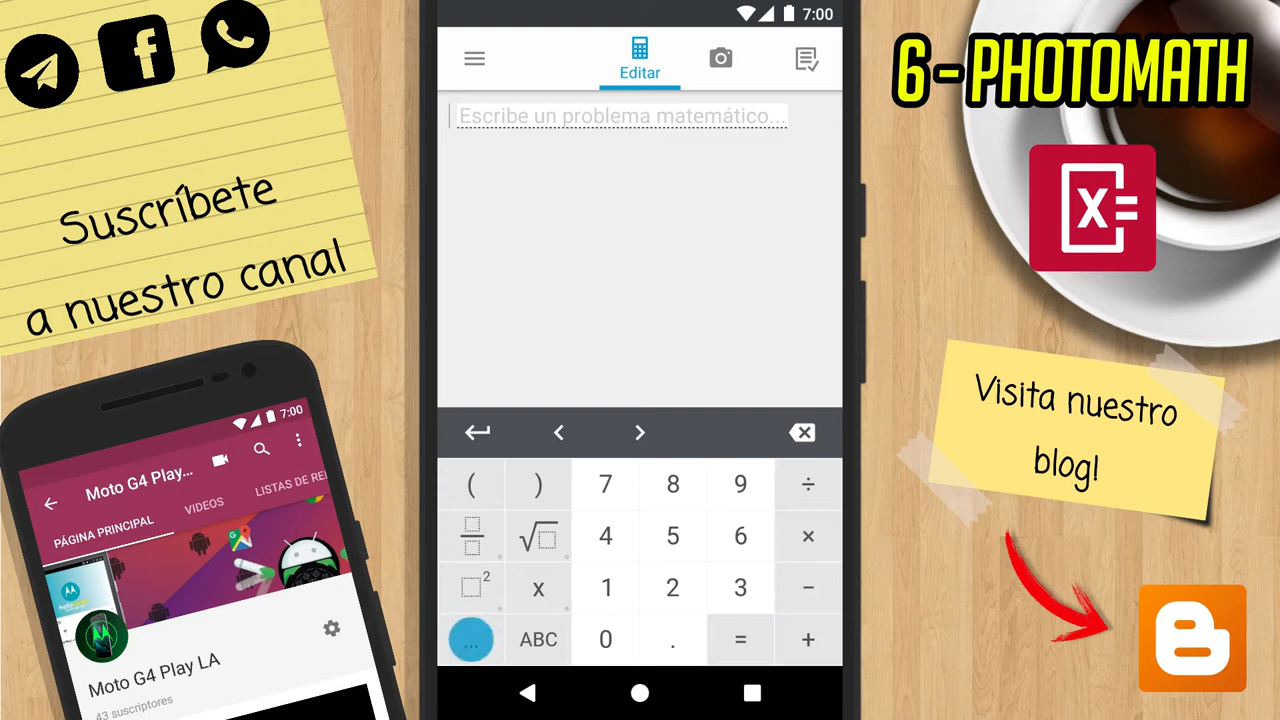 Suscríbete
a nuestro canal
7:00
Moto G4 Play...
PÁGINA PRINCIPAL
VIDEOS
LISTAS DE RE
Moto G4 Play LA
43 suscriptores
7:00
Editar
Escribe un problema matemático...
( ) 7 8 9 ÷
√ 4 5 6 ×
2 x 1 2 3 −
... ABC 0 . = +
6 - PHOTOMATH
X=
Visita nuestro
blog!